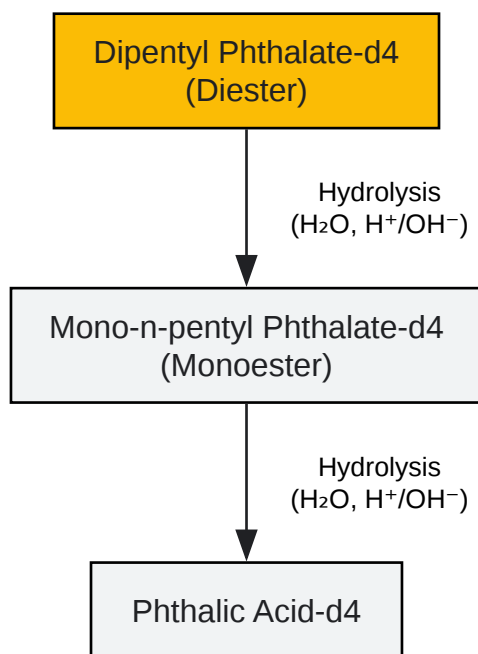 Dipentyl Phthalate-d4
(Diester)
Hydrolysis
(H₂O, H⁺/OH⁻)
Mono-n-pentyl Phthalate-d4
(Monoester)
Hydrolysis
(H₂O, H⁺/OH⁻)
Phthalic Acid-d4